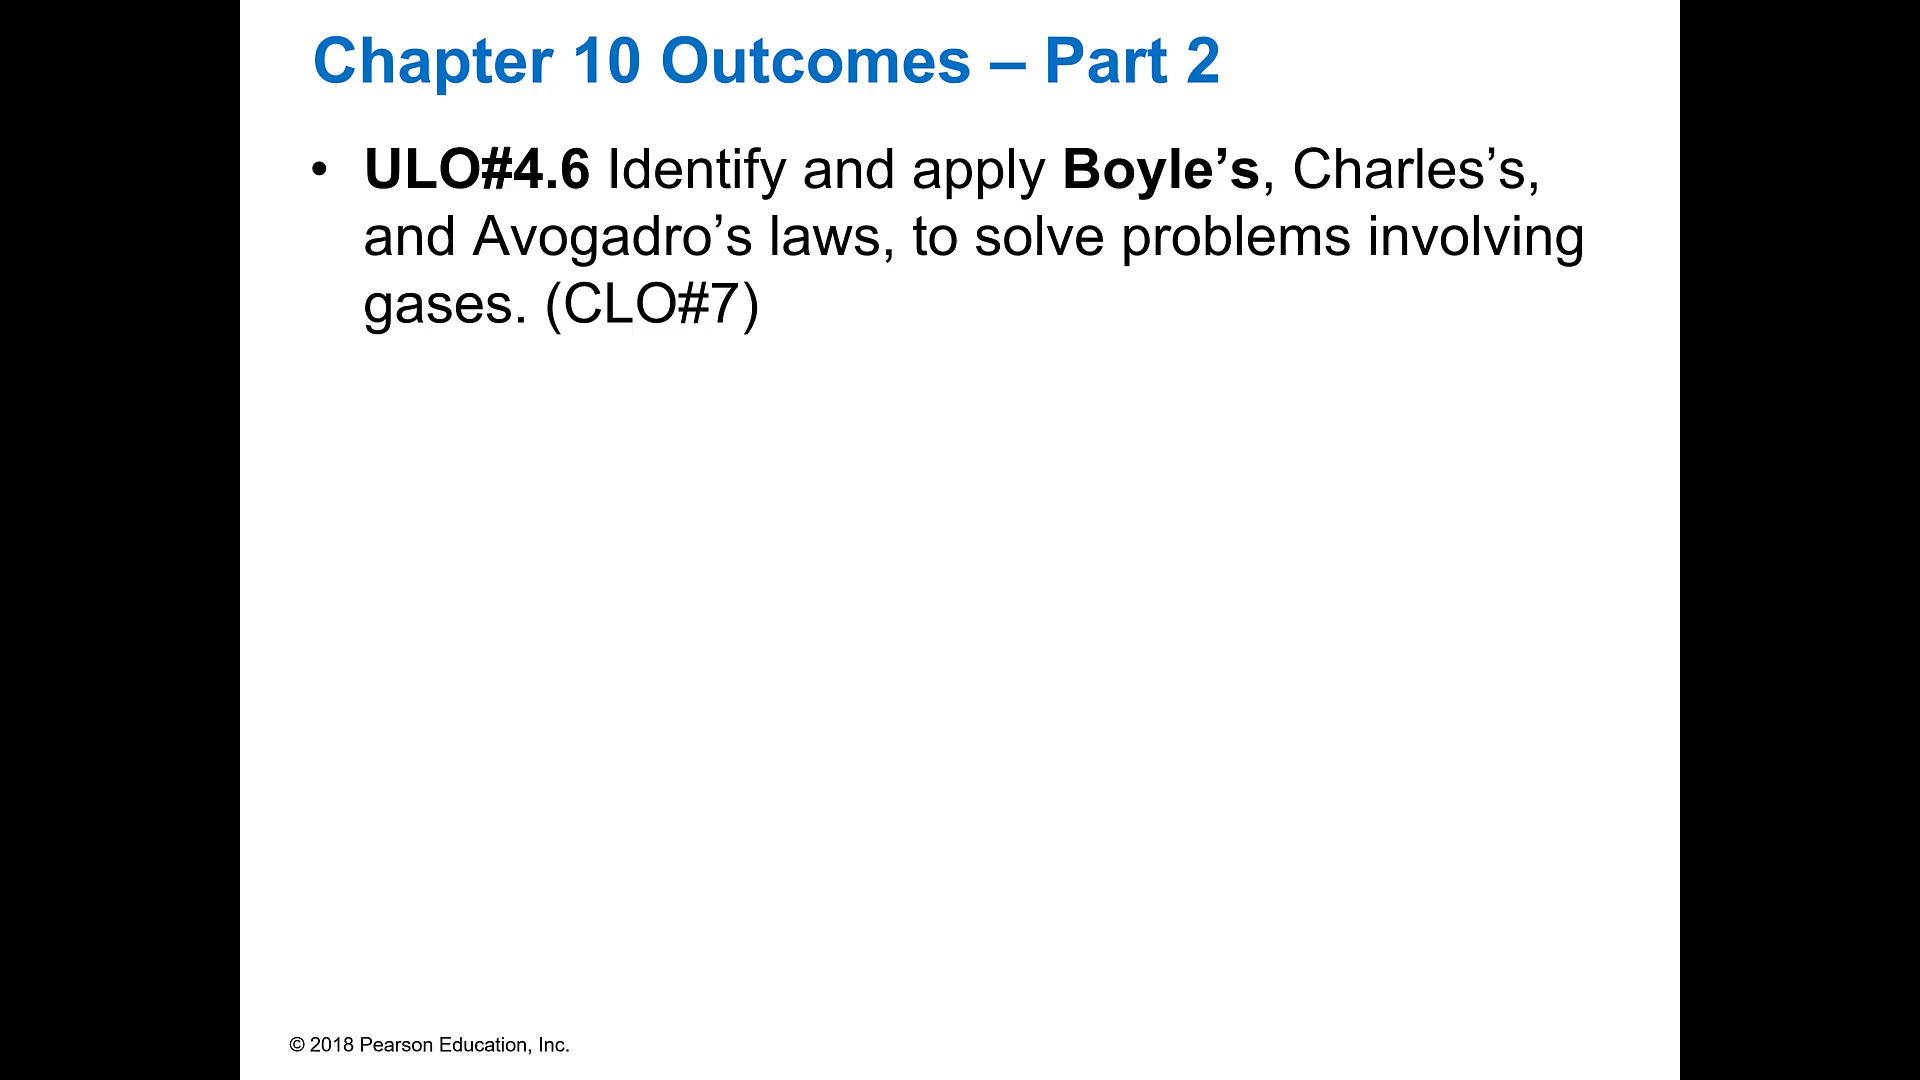 Chapter 10 Outcomes – Part 2
• ULO#4.6 Identify and apply Boyle’s, Charles’s,
and Avogadro’s laws, to solve problems involving
gases. (CLO#7)
© 2018 Pearson Education, Inc.